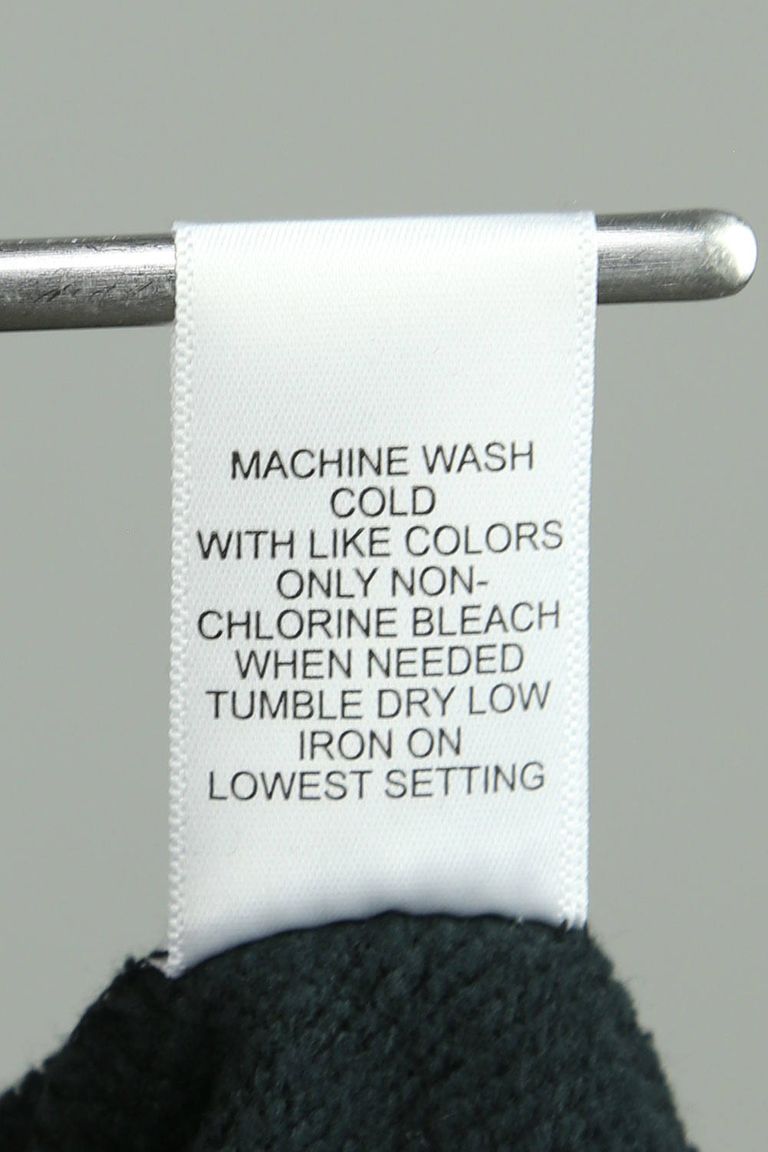 MACHINE WASH
COLD
WITH LIKE COLORS
ONLY NON-
CHLORINE BLEACH
WHEN NEEDED
TUMBLE DRY LOW
IRON ON
LOWEST SETTING